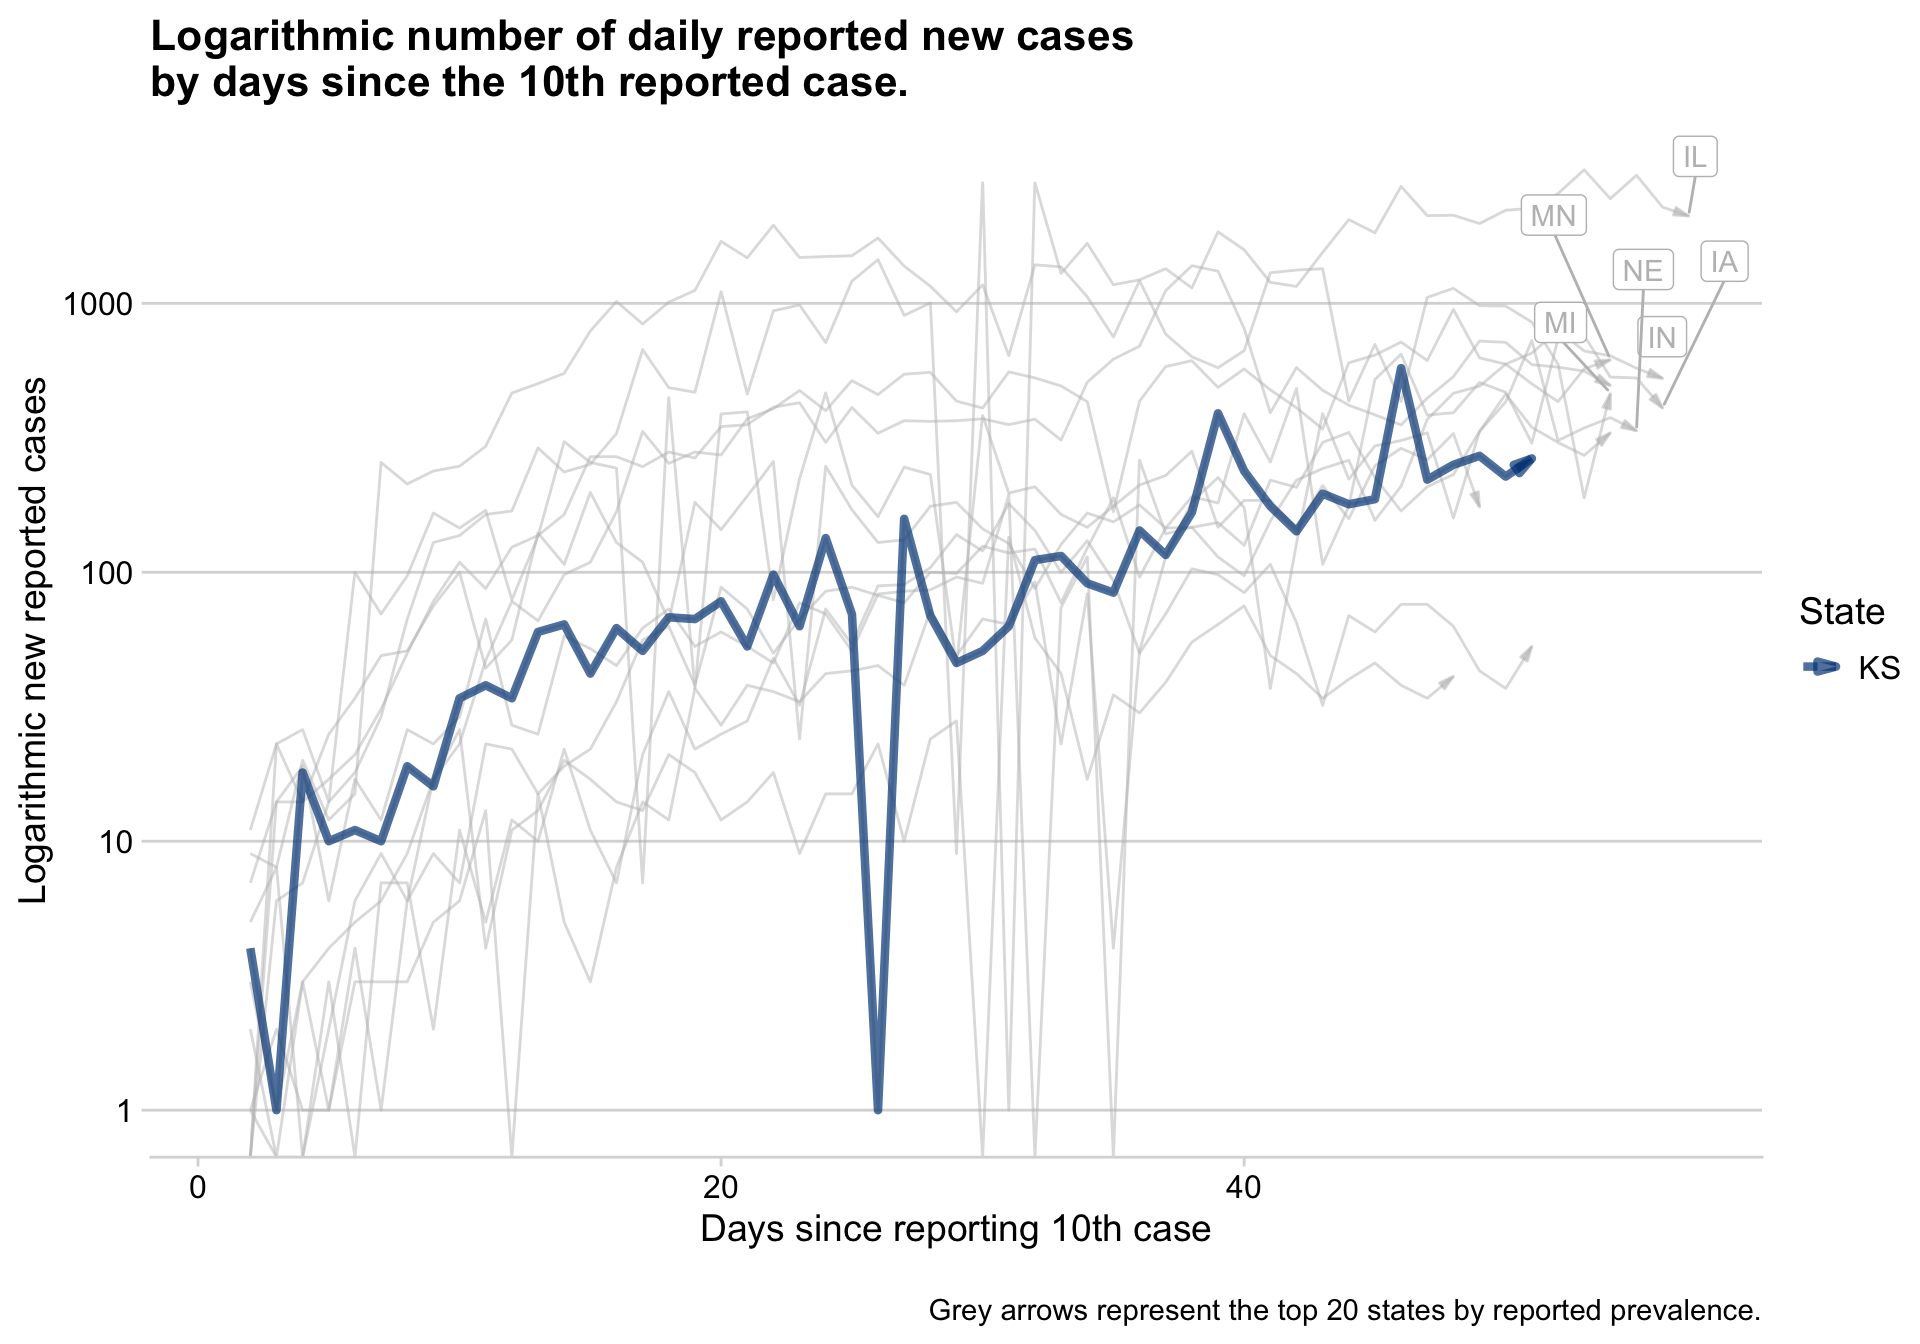 Logarithmic number of daily reported new cases
by days since the 10th reported case.
IL
MN
NE
IA
MI
IN
1000
100
10
1
Logarithmic new reported cases
State
KS
0
20
40
Days since reporting 10th case
Grey arrows represent the top 20 states by reported prevalence.